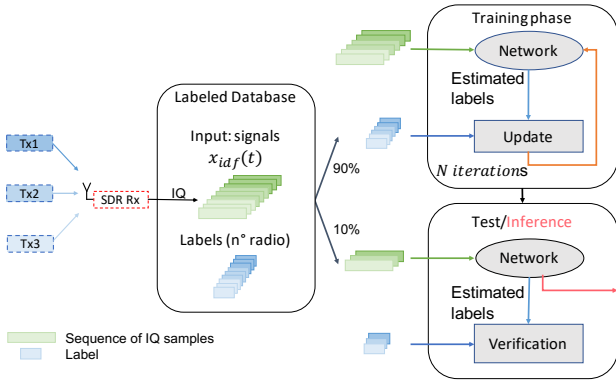 Training phase
Network
Estimated
labels
Update
N iterations
Labeled Database
Input: signals
x_idf(t)
Labels (n° radio)
Tx1
Tx2
Tx3
SDR Rx
IQ
90%
10%
Test/Inference
Network
Estimated
labels
Verification
Sequence of IQ samples
Label